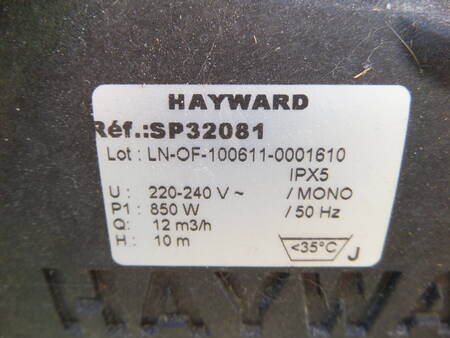 HAYWARD
Réf.:SP32081
Lot : LN-OF-100611-0001610
IPX5
U : 220-240 V ~ / MONO
P1 : 850 W / 50 Hz
Q: 12 m3/h
H : 10 m
<35°C
J
HAYWA